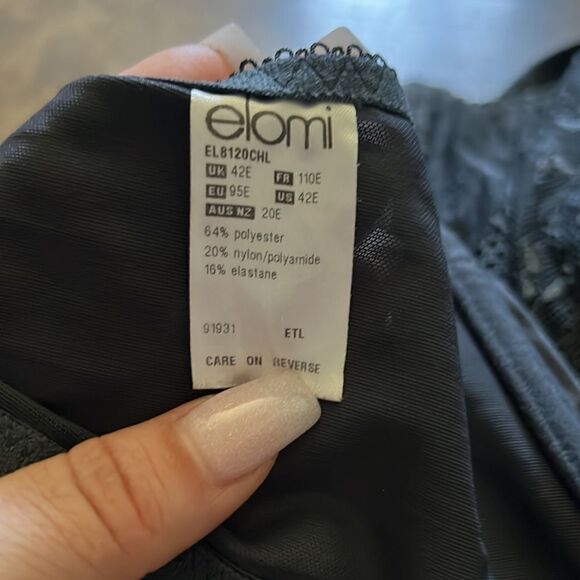 elomi
EL8120CHL
UK 42E FR 110E
EU 95E US 42E
AUS NZ 20E
64% polyester
20% nylon/polyamide
16% elastane
91931 ETL
CARE ON REVERSE